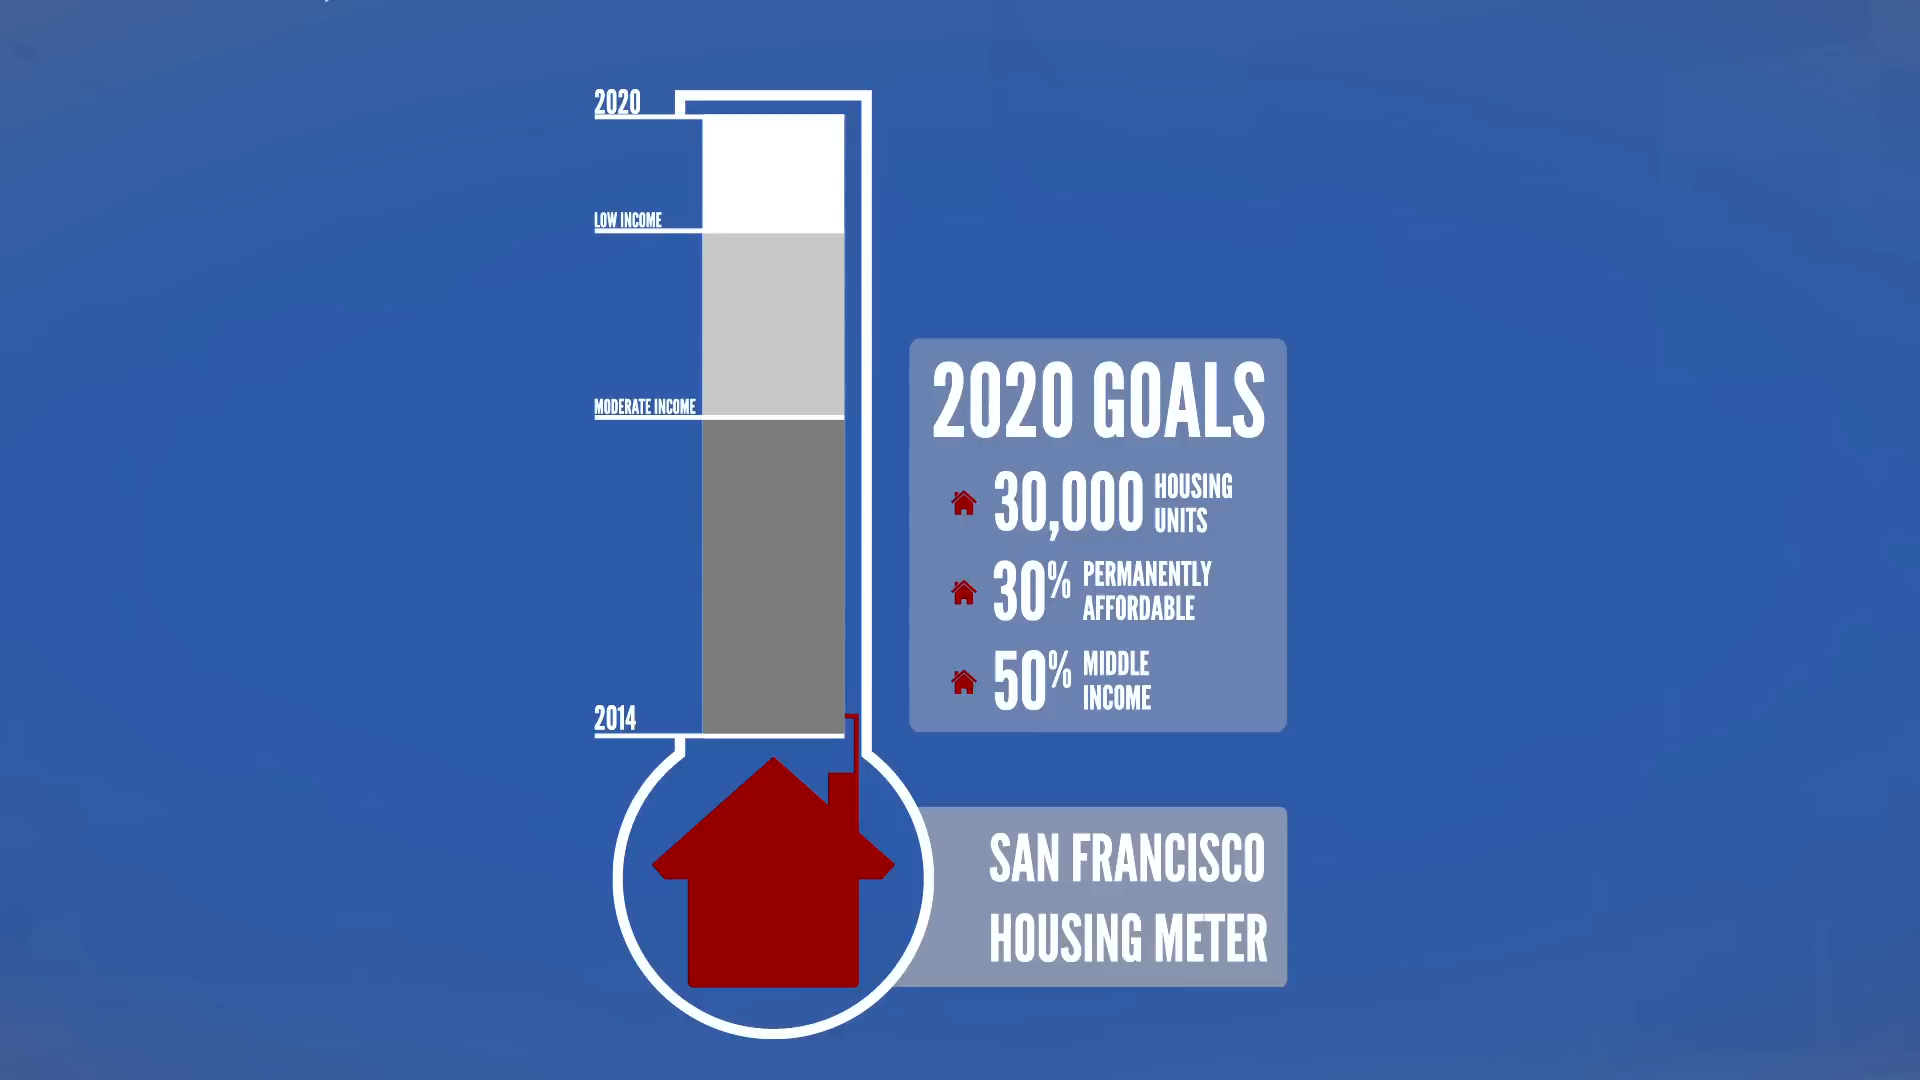 2020
LOW INCOME
MODERATE INCOME
2014
2020 GOALS
30,000 HOUSING
UNITS
30% PERMANENTLY
AFFORDABLE
50% MIDDLE
INCOME
SAN FRANCISCO
HOUSING METER